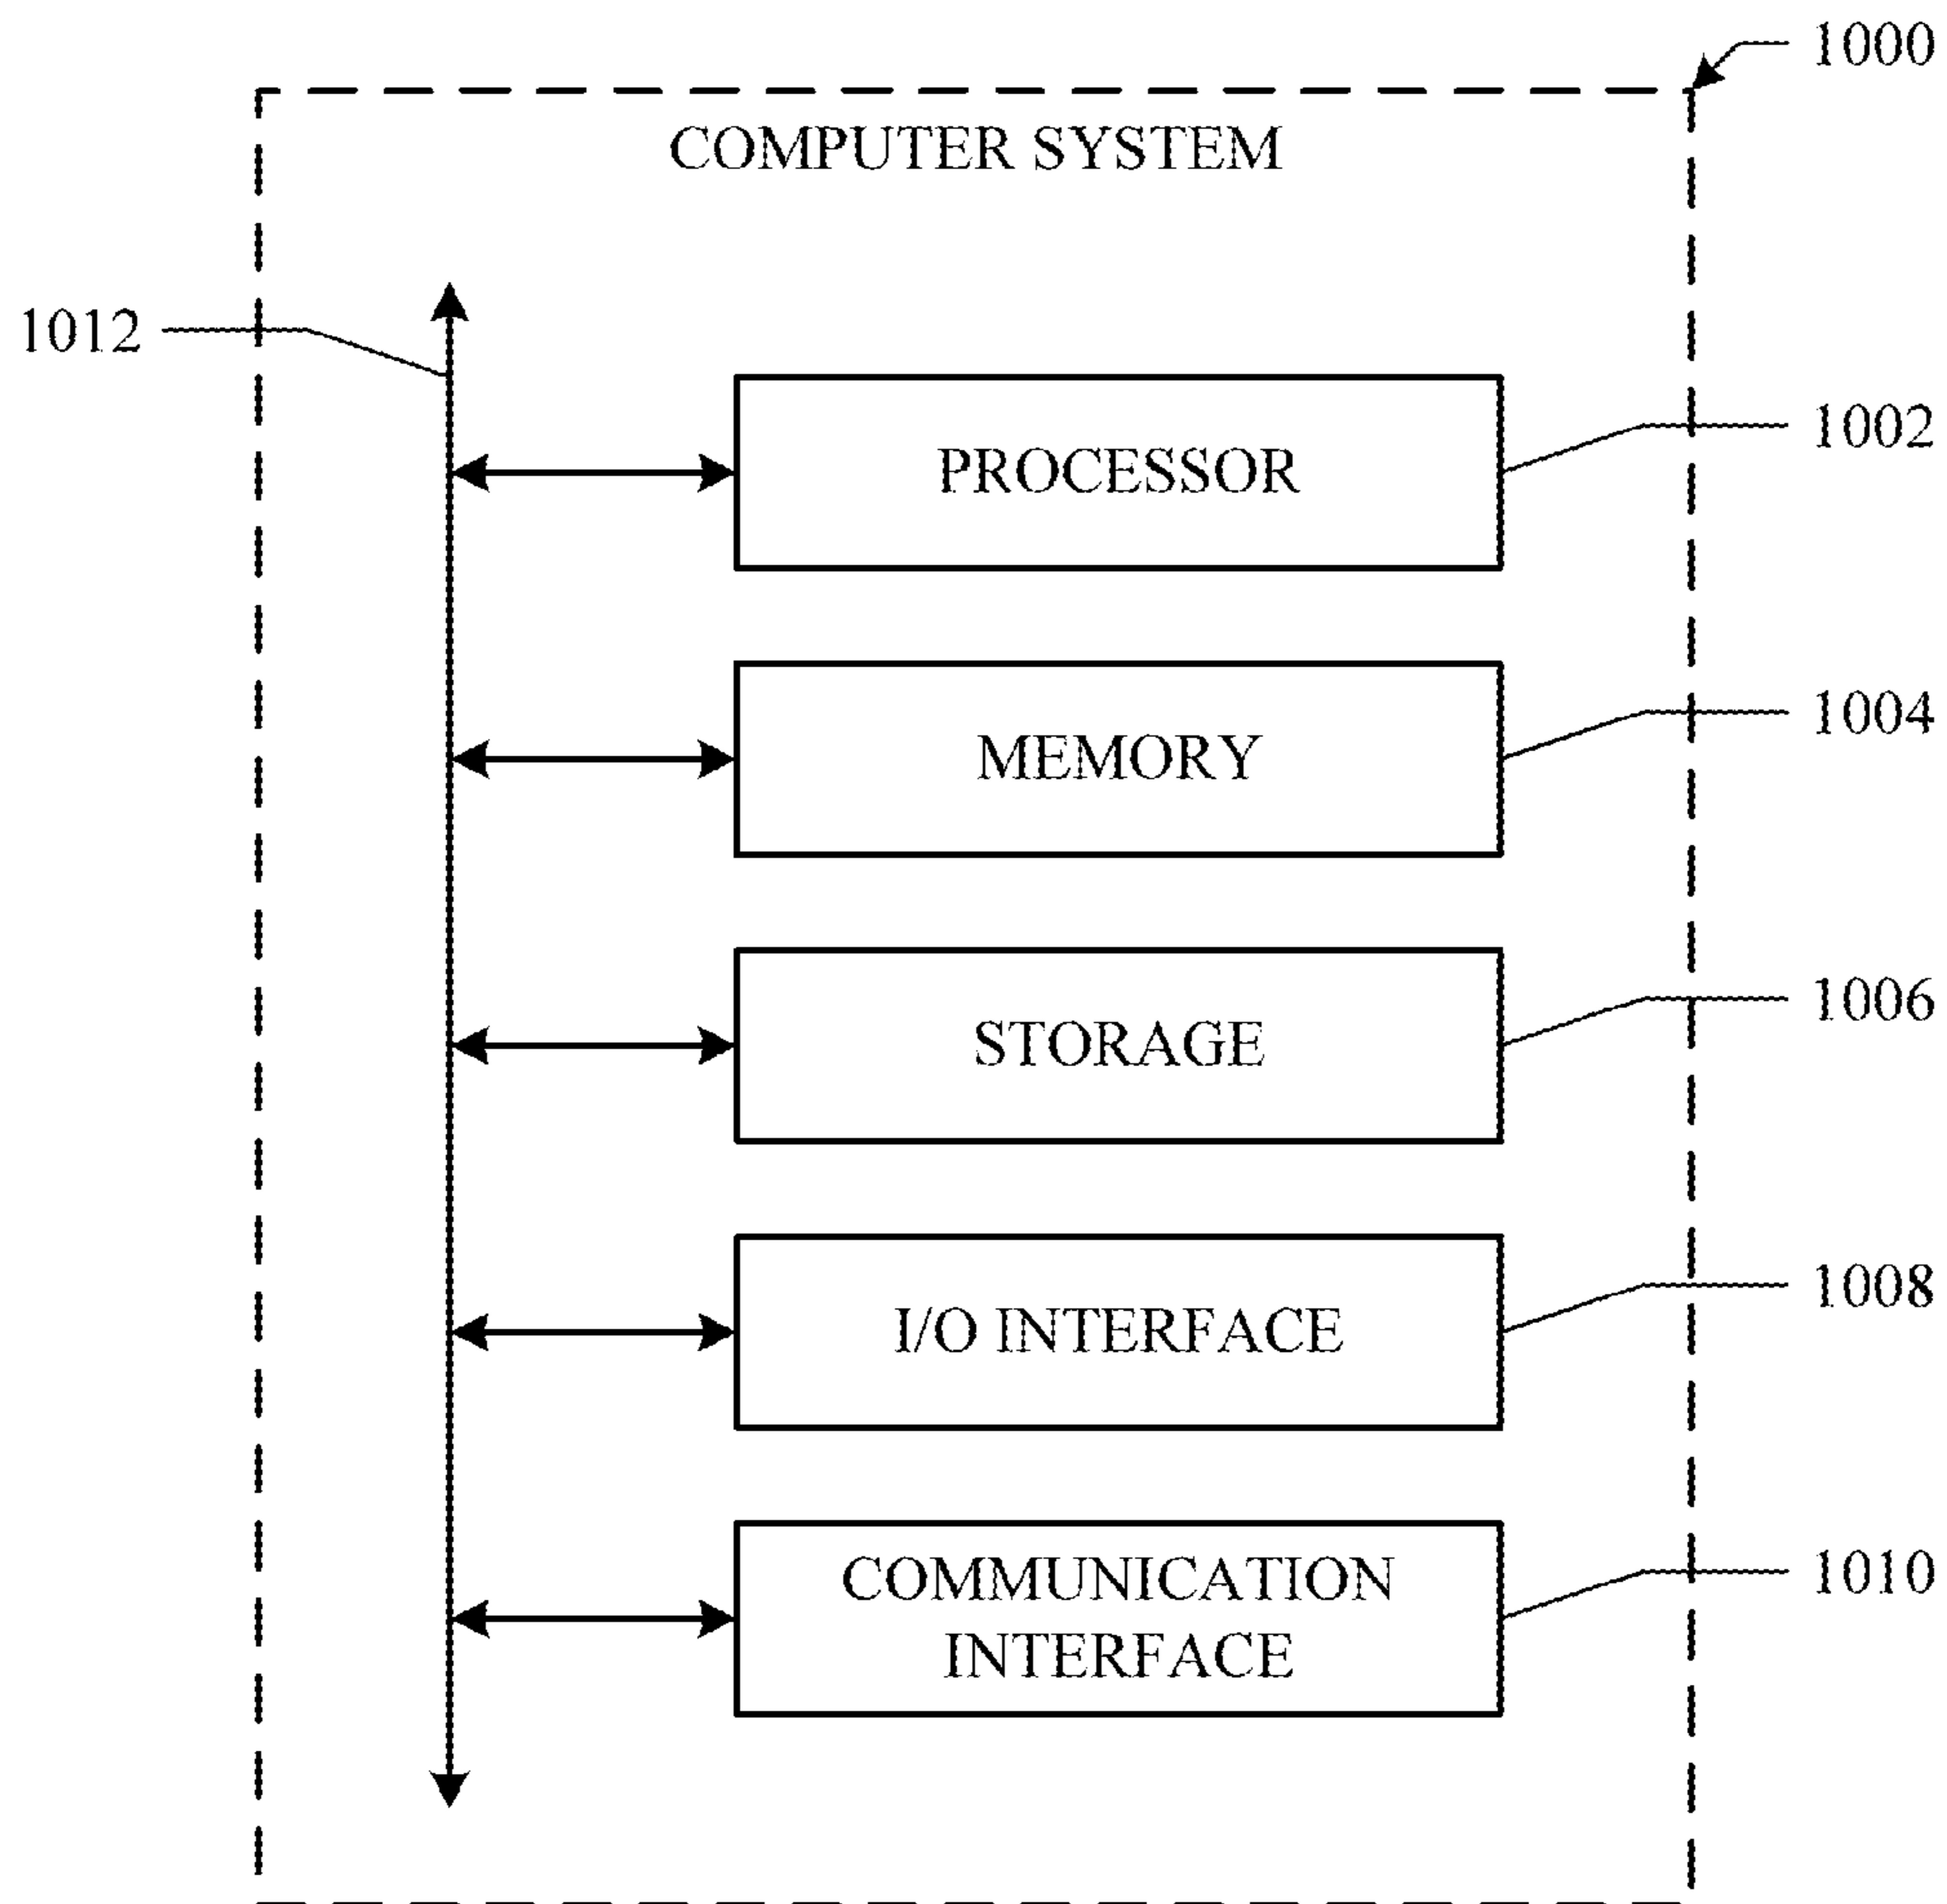 1000
COMPUTER SYSTEM
1012
PROCESSOR
1002
MEMORY
1004
STORAGE
1006
I/O INTERFACE
1008
COMMUNICATION
INTERFACE
1010